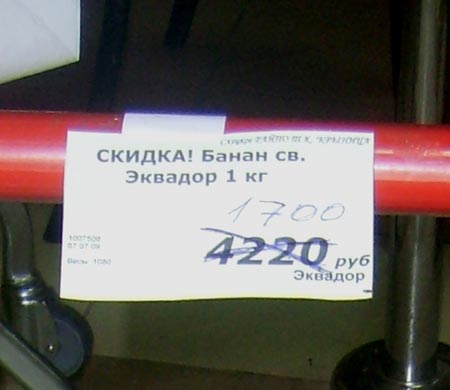 СКИДКА! Банан св.
Эквадор 1 кг
1700
1007508
07.07.09
4220 руб
Весы: 1080
Эквадор